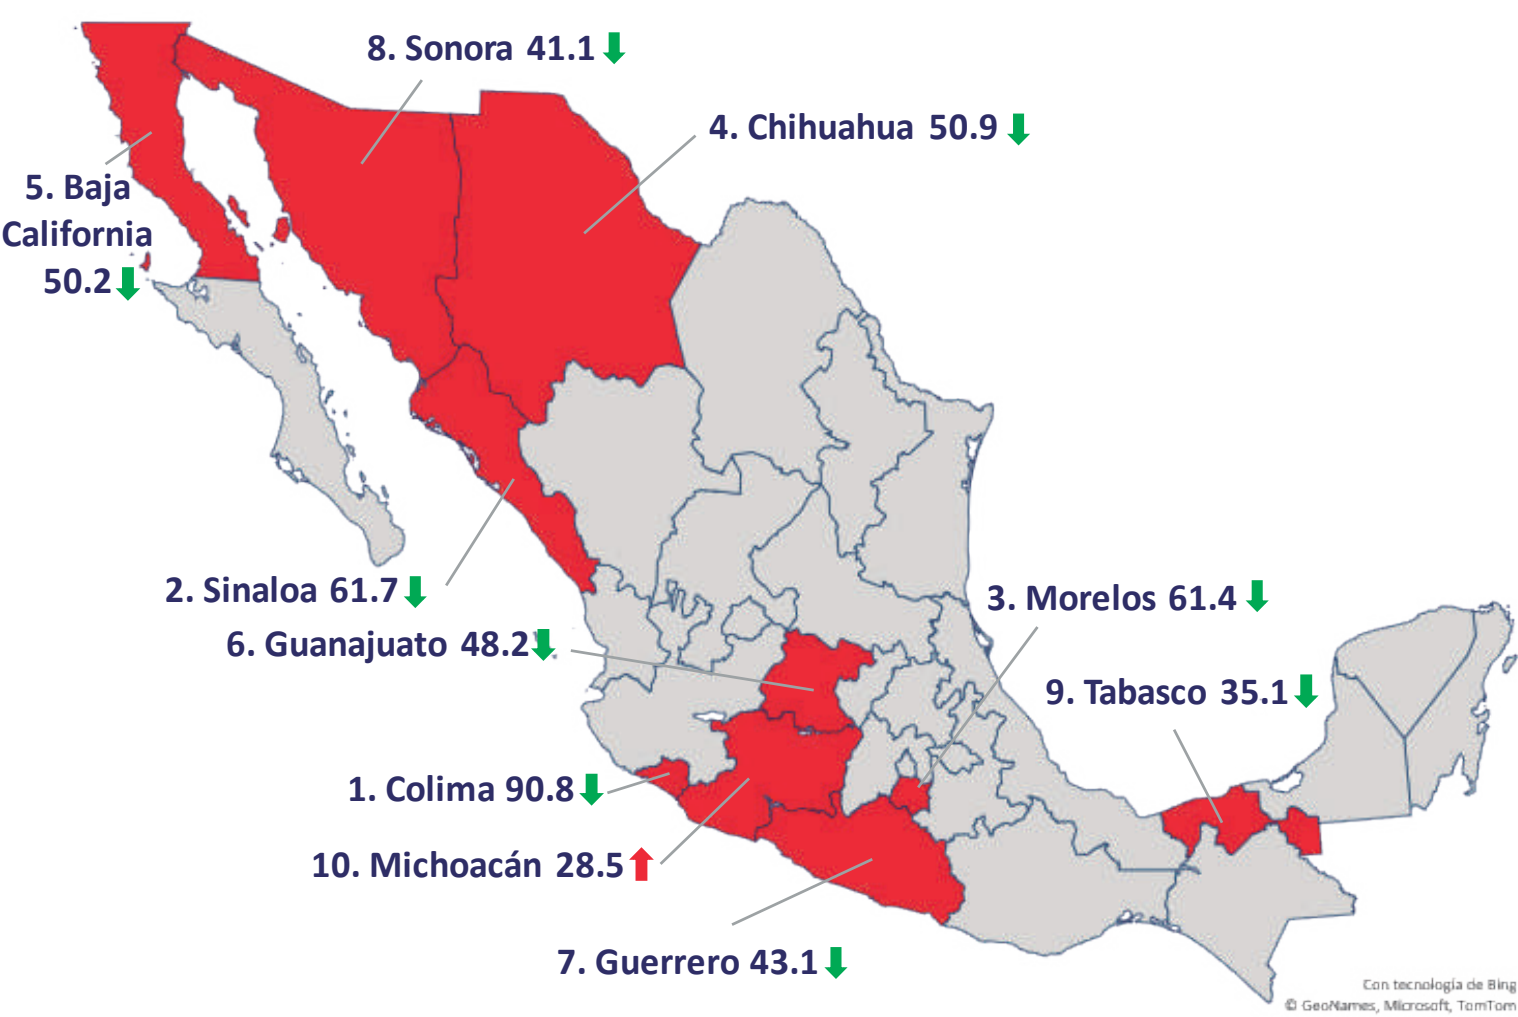 8. Sonora 41.1
4. Chihuahua 50.9
5. Baja
California
50.2
2. Sinaloa 61.7
3. Morelos 61.4
6. Guanajuato 48.2
9. Tabasco 35.1
1. Colima 90.8
10. Michoacán 28.5
7. Guerrero 43.1
Con tecnología de Bing
© GeoNames, Microsoft, TomTom